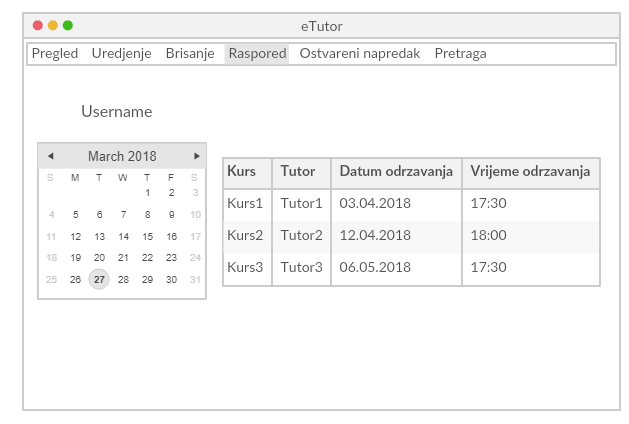 eTutor
Pregled Uredjenje Brisanje Raspored Ostvareni napredak Pretraga
Username
March 2018
S M T W T F S
1 2 3
4 5 6 7 8 9 10
11 12 13 14 15 16 17
18 19 20 21 22 23 24
25 26 27 28 29 30 31
Kurs Tutor Datum odrzavanja Vrijeme odrzavanja
Kurs1 Tutor1 03.04.2018 17:30
Kurs2 Tutor2 12.04.2018 18:00
Kurs3 Tutor3 06.05.2018 17:30